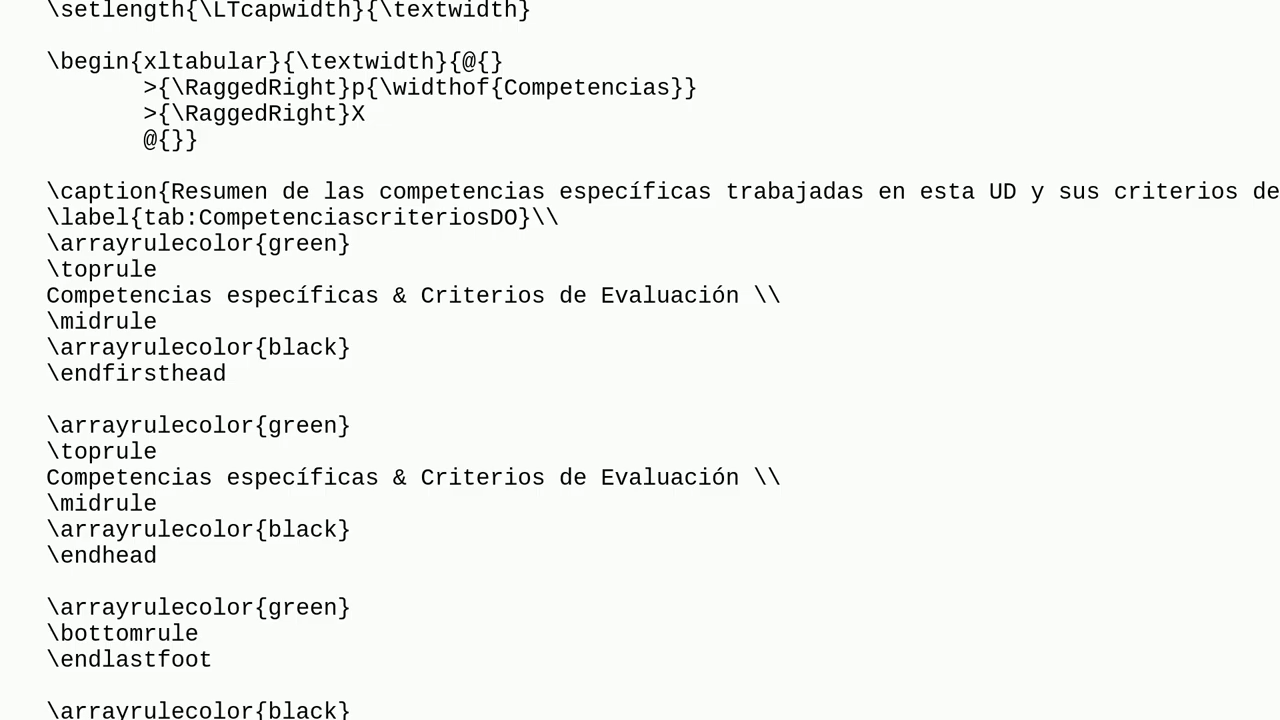 \setlength{\LTcapwidth}{\textwidth}
\begin{xltabular}{\textwidth}{@{}
>{\RaggedRight}p{\widthof{Competencias}}
>{\RaggedRight}X
@{}}
\caption{Resumen de las competencias específicas trabajadas en esta UD y sus criterios de
\label{tab:CompetenciascriteriosDO}\\
\arrayrulecolor{green}
\toprule
Competencias específicas & Criterios de Evaluación \\
\midrule
\arrayrulecolor{black}
\endfirsthead
\arrayrulecolor{green}
\toprule
Competencias específicas & Criterios de Evaluación \\
\midrule
\arrayrulecolor{black}
\endhead
\arrayrulecolor{green}
\bottomrule
\endlastfoot
\arrayrulecolor{black}